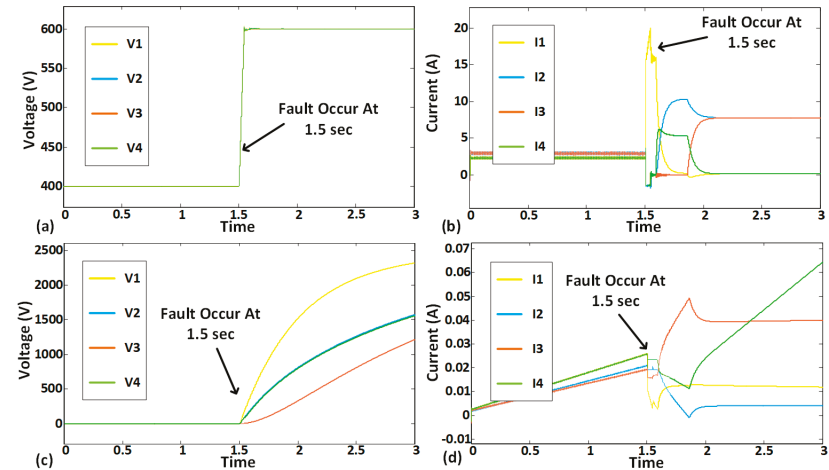 600
550
500
450
400
Voltage (V)
V1
V2
V3
V4
Fault Occur At
1.5 sec
0
0.5
1
1.5
2
2.5
3
(a)
Time
20
15
10
5
0
Current (A)
I1
I2
I3
I4
Fault Occur At
1.5 sec
0
0.5
1
1.5
2
2.5
3
(b)
Time
2500
2000
1500
1000
500
0
Voltage (V)
V1
V2
V3
V4
Fault Occur At
1.5 sec
0
0.5
1
1.5
2
2.5
3
(c)
Time
0.07
0.06
0.05
0.04
0.03
0.02
0.01
0
-0.01
Current (A)
I1
I2
I3
I4
Fault Occur At
1.5 sec
0
0.5
1
1.5
2
2.5
3
(d)
Time